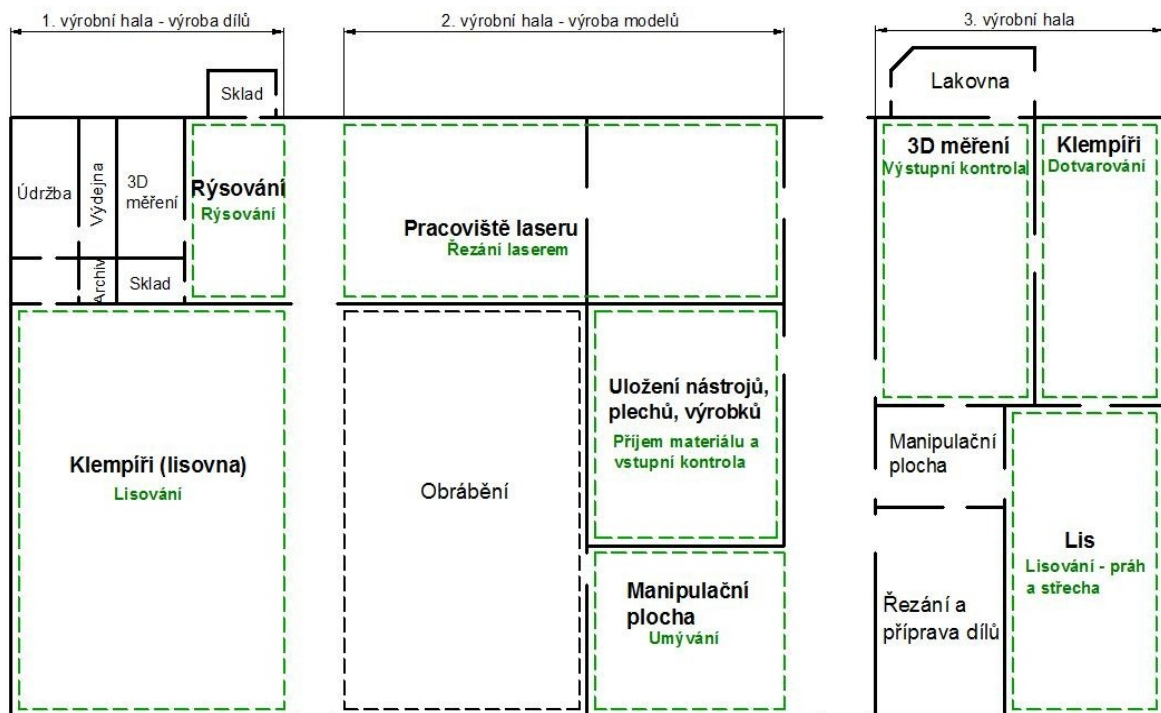 1. výrobní hala - výroba dílů
2. výrobní hala - výroba modelů
3. výrobní hala
Sklad
Lakovna
Údržba
Výdejna
3D
měření
Rýsování
Rýsování
Archiv
Sklad
Pracoviště laseru
Řezání laserem
3D měření
Výstupní kontrola
Klempíři
Dotvarování
Klempíři (lisovna)
Lisování
Obrábění
Uložení nástrojů,
plechů, výrobků
Příjem materiálu a
vstupní kontrola
Manipulační
plocha
Umývání
Manipulační
plocha
Řezání a
příprava dílů
Lis
Lisování - práh
a střecha